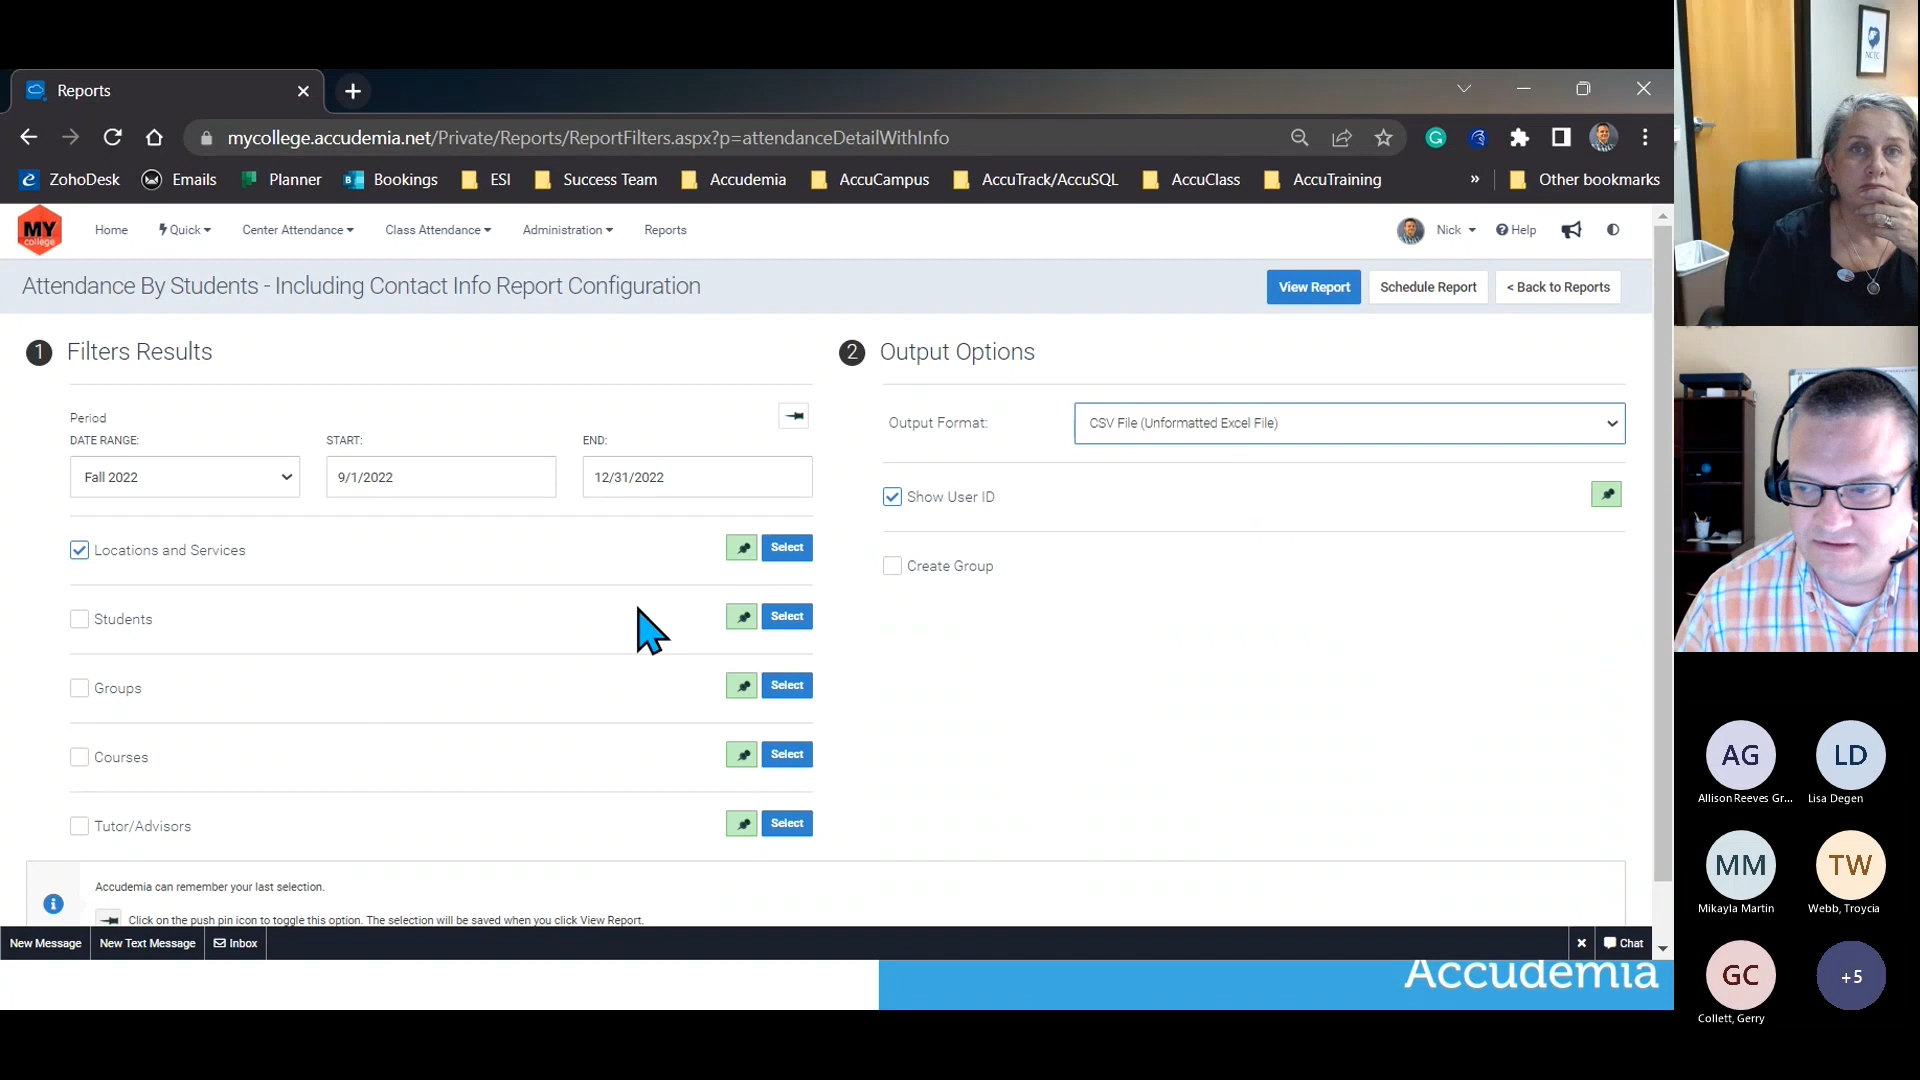 Reports
mycollege.accudemia.net/Private/Reports/ReportFilters.aspx?p=attendanceDetailWithInfo
ZohoDesk Emails Planner Bookings ESI Success Team Accudemia AccuCampus AccuTrack/AccuSQL AccuClass AccuTraining » Other bookmarks
MY
college
Home Quick Center Attendance Class Attendance Administration Reports Nick Help
Attendance By Students - Including Contact Info Report Configuration
View Report Schedule Report < Back to Reports
1 Filters Results
Period
DATE RANGE: START: END:
Fall 2022 9/1/2022 12/31/2022
Locations and Services Select
Students Select
Groups Select
Courses Select
Tutor/Advisors Select
2 Output Options
Output Format: CSV File (Unformatted Excel File)
Show User ID
Create Group
Accudemia can remember your last selection.
Click on the push pin icon to toggle this option. The selection will be saved when you click View Report.
New Message New Text Message Inbox Chat
Accudemia
NCTC
AG LD
Allison Reeves Gr... Lisa Degen
MM TW
Mikayla Martin Webb, Troycia
GC +5
Collett, Gerry